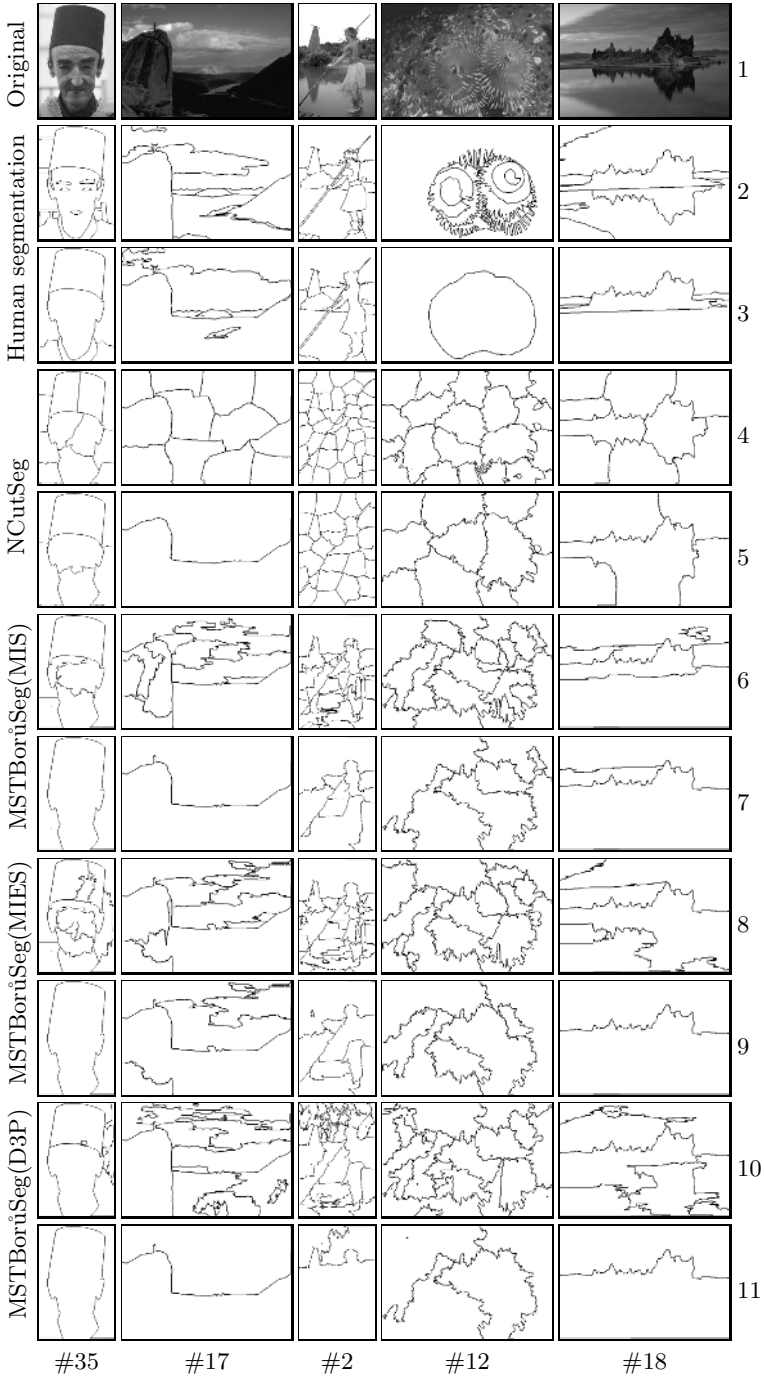 Original
1
Human segmentation
2
3
NCutSeg
4
5
MSTBorůSeg(MIS)
6
7
MSTBorůSeg(MIES)
8
9
MSTBorůSeg(D3P)
10
11
#35 #17 #2 #12 #18